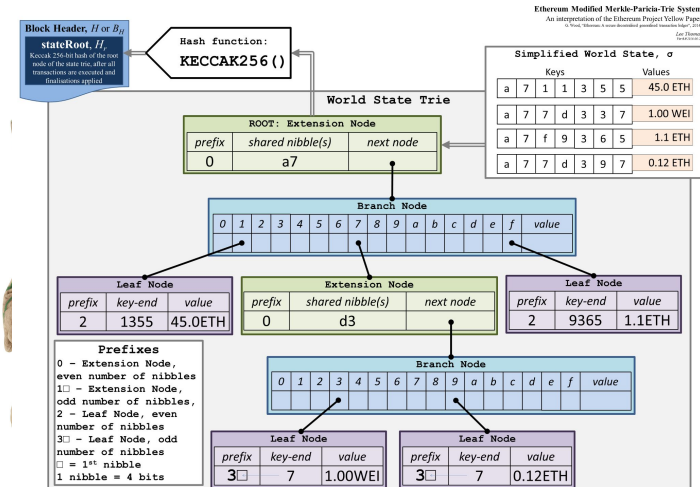 Ethereum Modified Merkle-Paricia-Trie System
An interpretation of the Ethereum Project Yellow Paper
Block Header, H or B_H
stateRoot, H_r
Keccak 256-bit hash of the root
node of the state trie, after all
transactions are executed and
finalisations applied
Hash function:
KECCAK256()
Simplified World State, σ
Keys Values
a 7 1 1 3 5 5 45.0 ETH
a 7 7 d 3 3 7 1.00 WEI
a 7 f 9 3 6 5 1.1 ETH
a 7 7 d 3 9 7 0.12 ETH
World State Trie
ROOT: Extension Node
prefix shared nibble(s) next node
0 a7
Branch Node
0 1 2 3 4 5 6 7 8 9 a b c d e f value
Leaf Node
prefix key-end value
2 1355 45.0ETH
Extension Node
prefix shared nibble(s) next node
0 d3
Leaf Node
prefix key-end value
2 9365 1.1ETH
Prefixes
0 – Extension Node,
even number of nibbles
1□ – Extension Node,
odd number of nibbles,
2 – Leaf Node, even
number of nibbles
3□ – Leaf Node, odd
number of nibbles
□ = 1st nibble
1 nibble = 4 bits
Branch Node
0 1 2 3 4 5 6 7 8 9 a b c d e f value
Leaf Node
prefix key-end value
3□ 7 1.00WEI
Leaf Node
prefix key-end value
3□ 7 0.12ETH